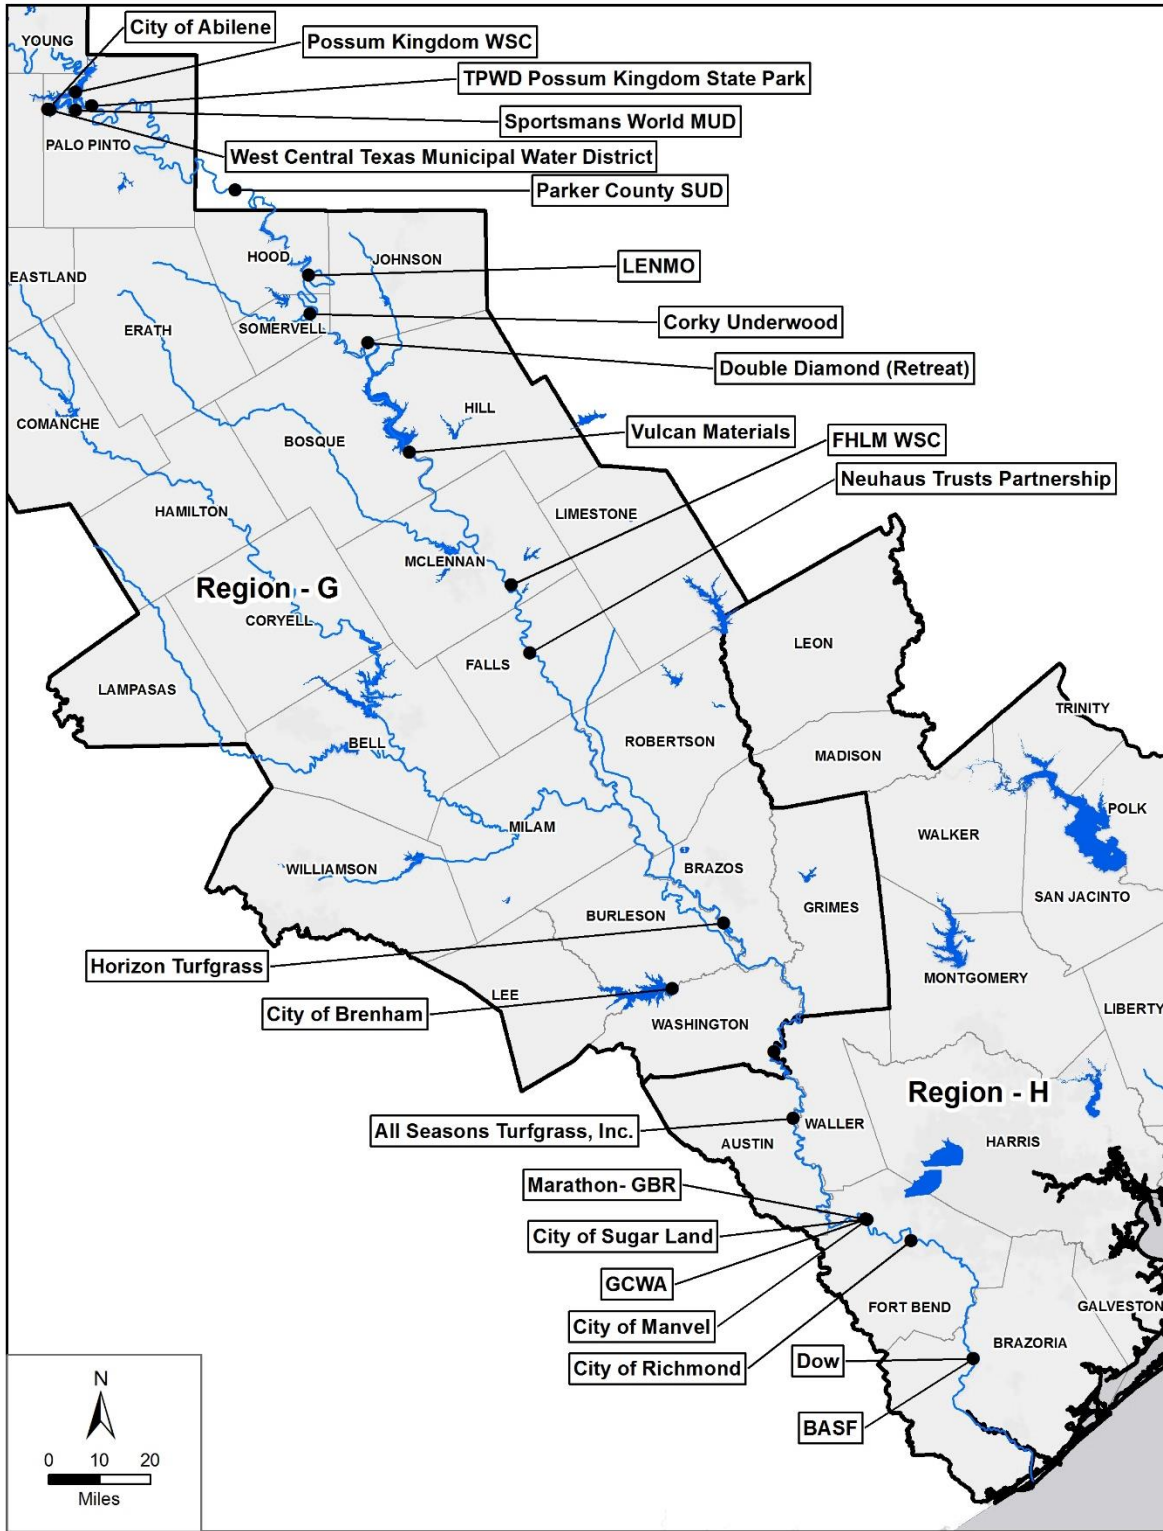 City of Abilene
YOUNG
Possum Kingdom WSC
TPWD Possum Kingdom State Park
Sportsmans World MUD
PALO PINTO
West Central Texas Municipal Water District
Parker County SUD
HOOD
JOHNSON
LENMO
EASTLAND
Corky Underwood
ERATH
SOMERVELL
Double Diamond (Retreat)
HILL
COMANCHE
BOSQUE
Vulcan Materials
FHLM WSC
Neuhaus Trusts Partnership
HAMILTON
LIMESTONE
MCLENNAN
Region - G
CORYELL
LEON
FALLS
LAMPASAS
TRINITY
BELL
ROBERTSON
MADISON
POLK
MILAM
WALKER
WILLIAMSON
BRAZOS
SAN JACINTO
GRIMES
BURLESON
Horizon Turfgrass
MONTGOMERY
LEE
City of Brenham
WASHINGTON
LIBERTY
Region - H
All Seasons Turfgrass, Inc.
WALLER
AUSTIN
HARRIS
Marathon- GBR
City of Sugar Land
GCWA
FORT BEND
GALVESTON
City of Manvel
BRAZORIA
City of Richmond
Dow
BASF
N
0 10 20
Miles